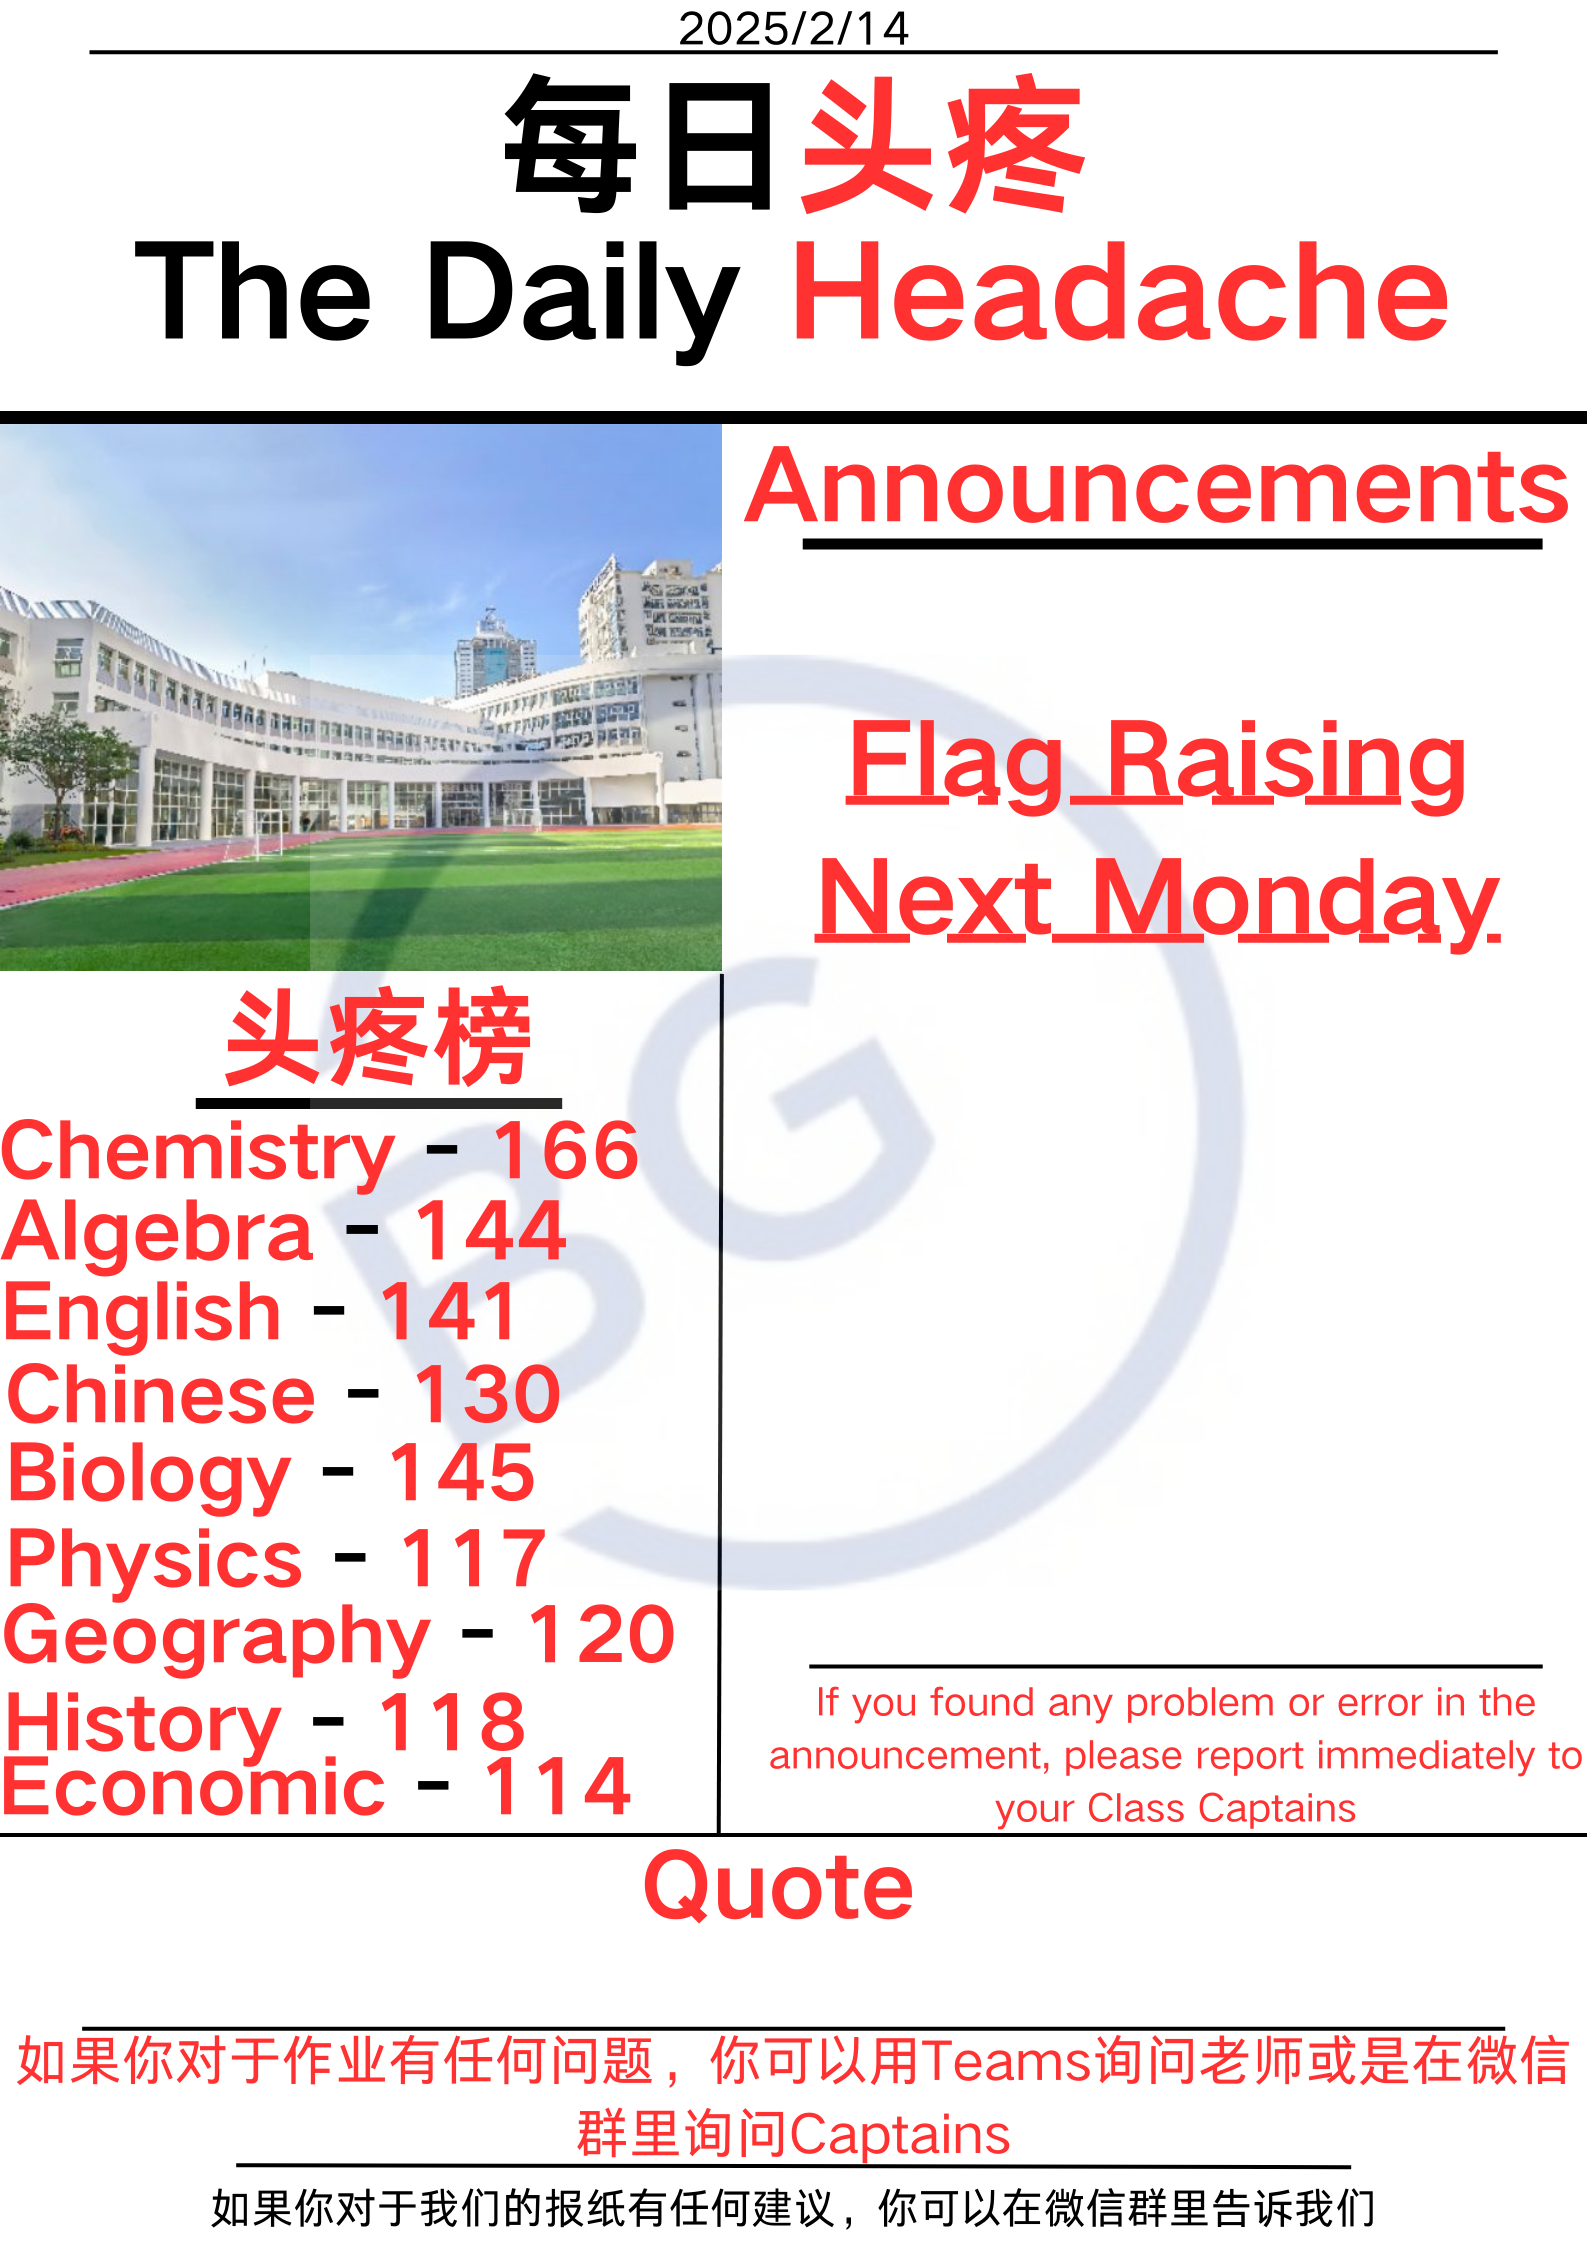 2025/2/14
每日头疼
The Daily Headache
Announcements
Flag Raising
Next Monday
头疼榜
Chemistry - 166
Algebra - 144
English - 141
Chinese - 130
Biology - 145
Physics - 117
Geography - 120
History - 118
Economic - 114
BG
If you found any problem or error in the
announcement, please report immediately to
your Class Captains
Quote
如果你对于作业有任何问题，你可以用Teams询问老师或是在微信
群里询问Captains
如果你对于我们的报纸有任何建议，你可以在微信群里告诉我们